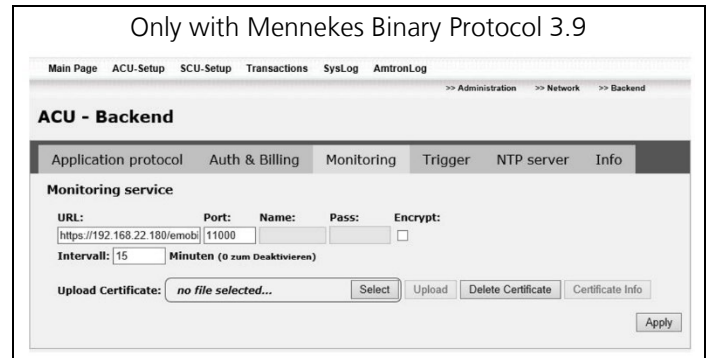 Only with Mennekes Binary Protocol 3.9
Main Page ACU-Setup SCU-Setup Transactions SysLog AmtronLog
>> Administration >> Network >> Backend
ACU - Backend
Application protocol Auth & Billing Monitoring Trigger NTP server Info
Monitoring service
URL: Port: Name: Pass: Encrypt:
https://192.168.22.180/emobi 11000
Intervall: 15 Minuten (0 zum Deaktivieren)
Upload Certificate: no file selected... Select Upload Delete Certificate Certificate Info
Apply